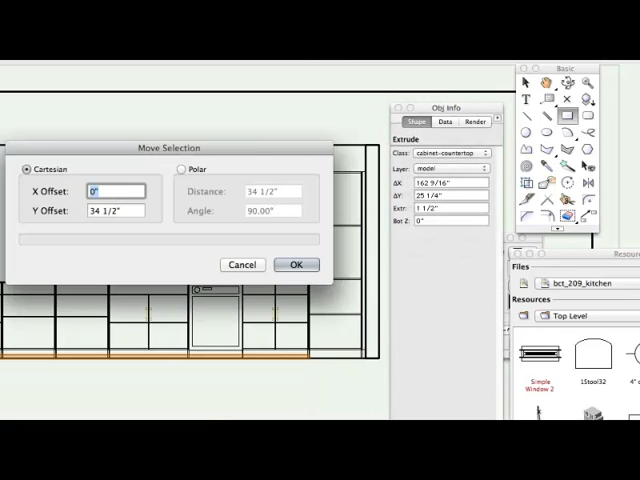 Basic
Obj Info
Shape
Data
Render
Extrude
Class:
cabinet-countertop
Layer:
model
ΔX:
162 9/16"
ΔY:
25 1/4"
Extr:
1 1/2"
Bot Z:
0"
Move Selection
Cartesian
Polar
X Offset:
0"
Distance:
34 1/2"
Y Offset:
34 1/2"
Angle:
90.00°
Cancel
OK
Resour
Files
bct_209_kitchen
Resources
Top Level
Simple
Window 2
1Stool32
4" c